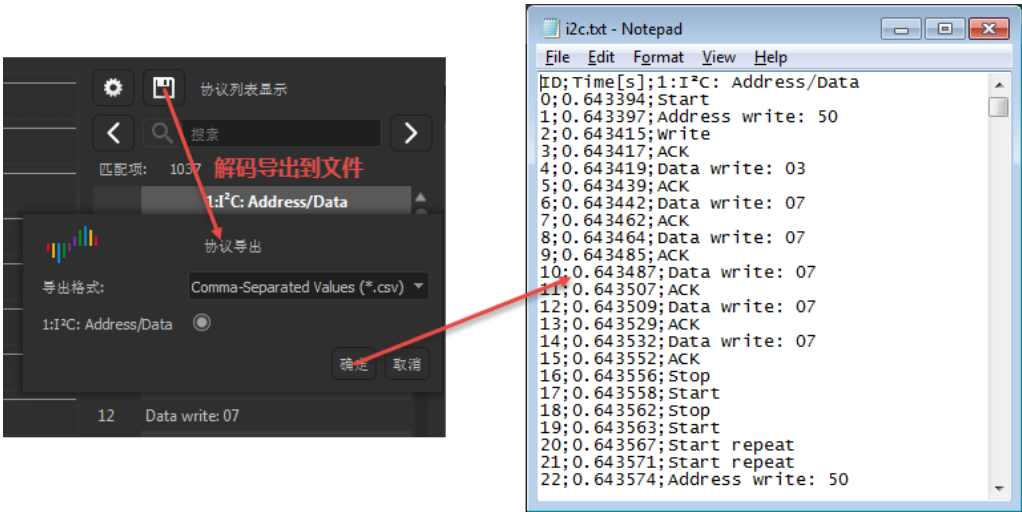 协议列表显示
搜索
匹配项: 1037
解码导出到文件
1:I²C: Address/Data
协议导出
导出格式: Comma-Separated Values (*.csv)
1:I²C: Address/Data
确定 取消
12 Data write: 07
i2c.txt - Notepad
File Edit Format View Help
ID;Time[s];1:I²C: Address/Data
0;0.643394;Start
1;0.643397;Address write: 50
2;0.643415;Write
3;0.643417;ACK
4;0.643419;Data write: 03
5;0.643439;ACK
6;0.643442;Data write: 07
7;0.643462;ACK
8;0.643464;Data write: 07
9;0.643485;ACK
10;0.643487;Data write: 07
11;0.643507;ACK
12;0.643509;Data write: 07
13;0.643529;ACK
14;0.643532;Data write: 07
15;0.643552;ACK
16;0.643556;Stop
17;0.643558;Start
18;0.643562;Stop
19;0.643563;Start
20;0.643567;Start repeat
21;0.643571;Start repeat
22;0.643574;Address write: 50